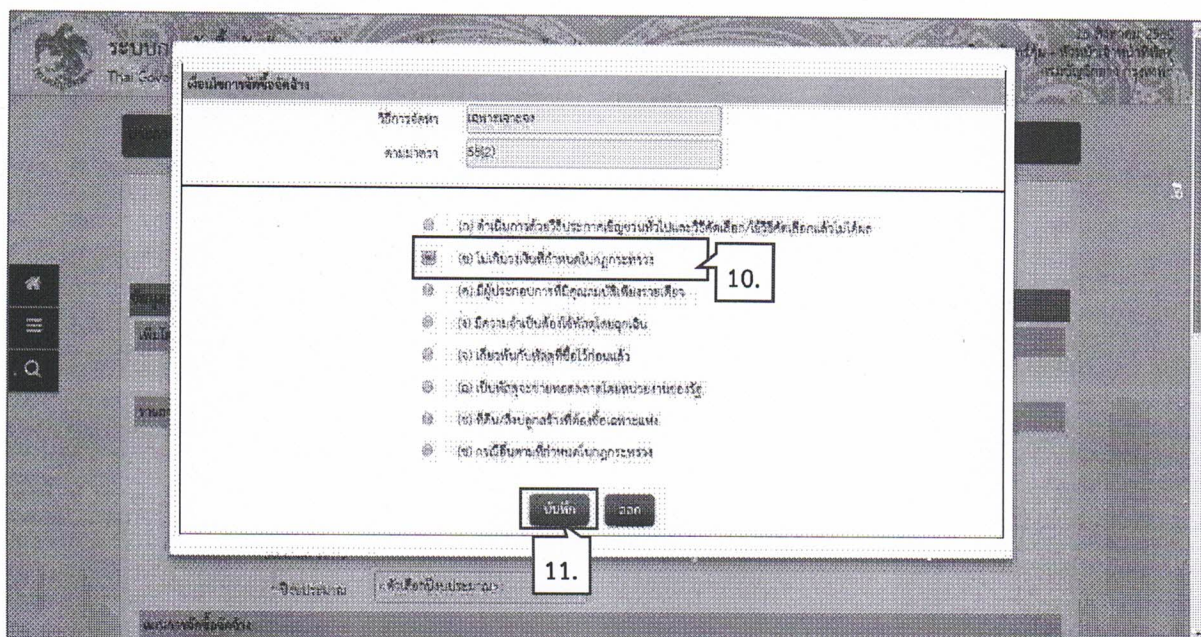 ระบบก
Thai Gove
เงื่อนไขการจัดซื้อจัดจ้าง
วิธีการจัดหา เฉพาะเจาะจง
ตามมาตรา 56(2)
(ก) ดำเนินการด้วยวิธีประกาศเชิญชวนทั่วไปและวิธีคัดเลือก/ใช้วิธีคัดเลือกแล้วไม่ได้ผล
(ข) ไม่เกินวงเงินที่กำหนดในกฎกระทรวง
10.
(ค) มีผู้ประกอบการที่มีคุณสมบัติเพียงรายเดียว
(ง) มีความจำเป็นต้องใช้พัสดุโดยฉุกเฉิน
(จ) เกี่ยวพันกับพัสดุที่ซื้อไว้ก่อนแล้ว
(ฉ) เป็นพัสดุจะขายทอดตลาดโดยหน่วยงานของรัฐ
(ช) ที่ดิน/สิ่งปลูกสร้างที่ต้องซื้อเฉพาะแห่ง
(ซ) กรณีอื่นตามที่กำหนดในกฎกระทรวง
บันทึก ออก
11.
* ปีงบประมาณ
แผนการจัดซื้อจัดจ้าง